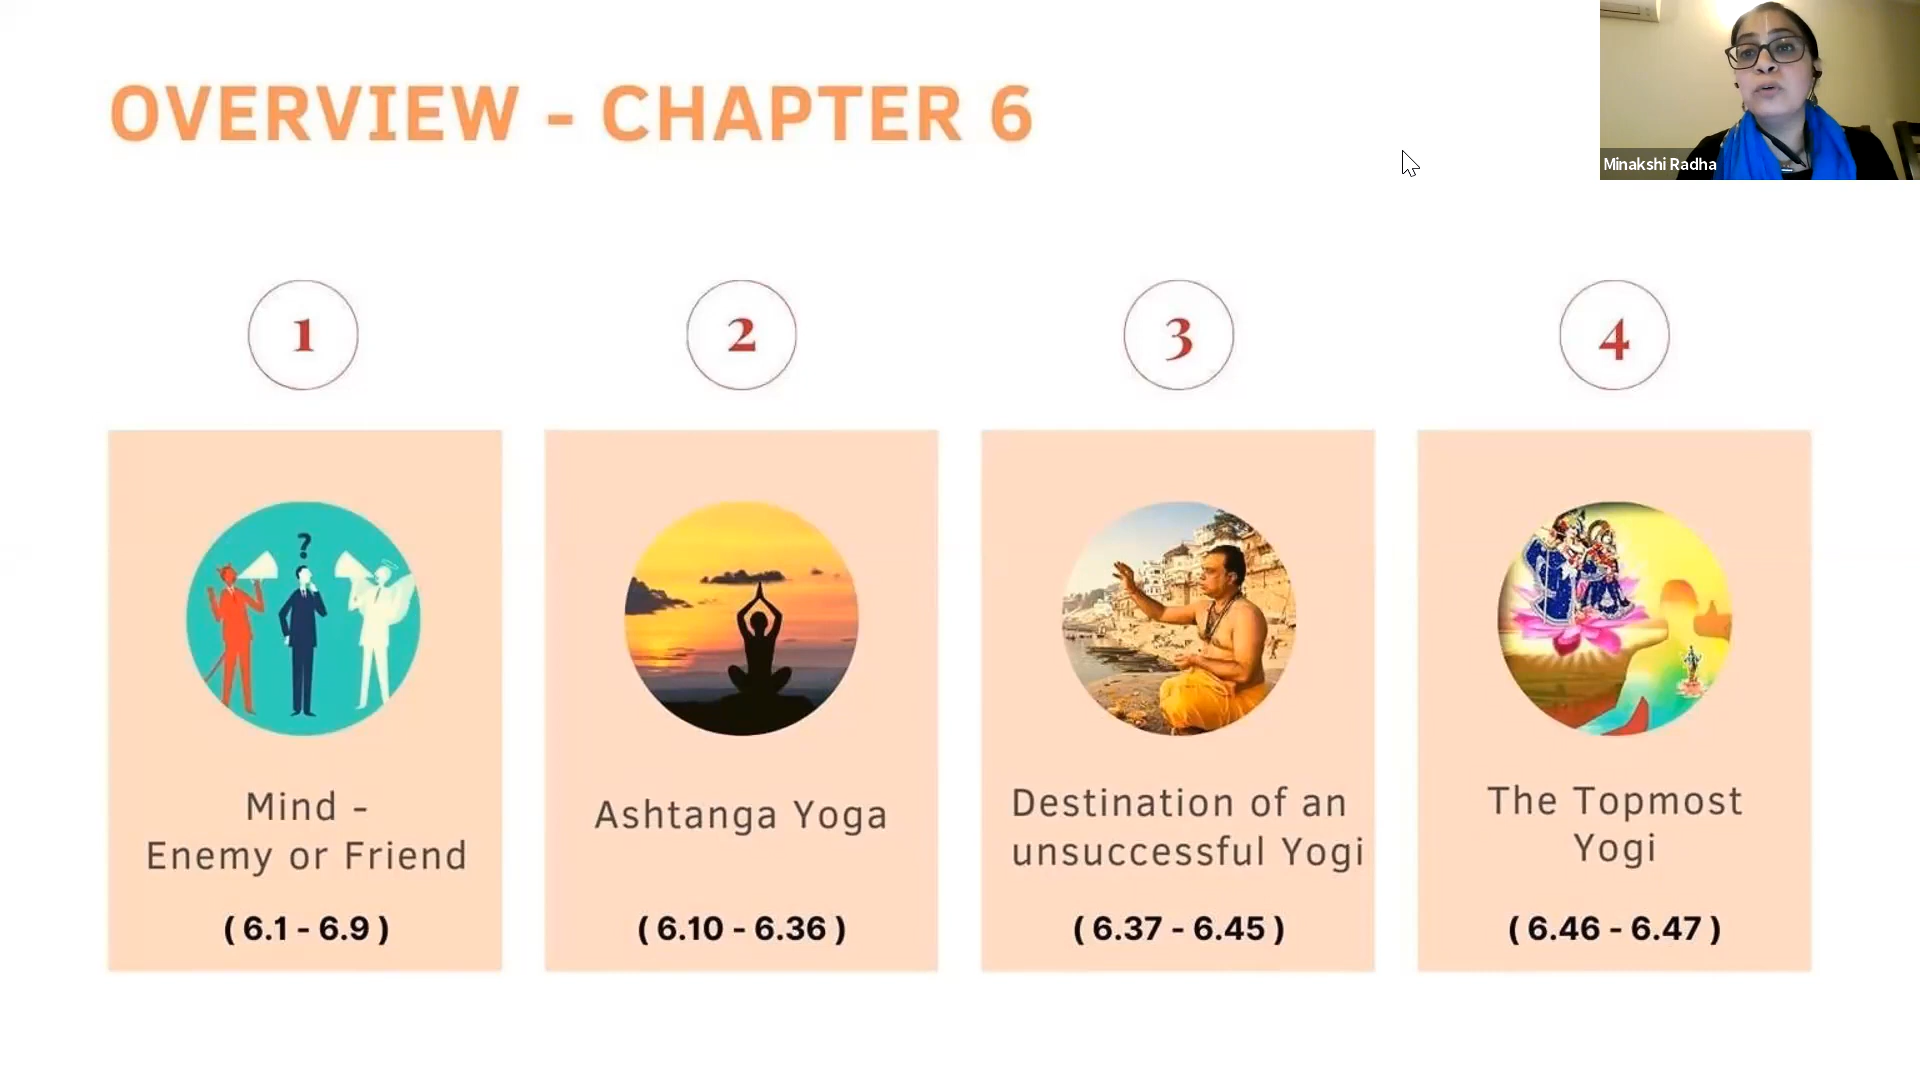 OVERVIEW - CHAPTER 6
Minakshi Radha
1
2
3
4
?
Mind -
Enemy or Friend
( 6.1 - 6.9 )
Ashtanga Yoga
( 6.10 - 6.36 )
Destination of an
unsuccessful Yogi
( 6.37 - 6.45 )
The Topmost
Yogi
( 6.46 - 6.47 )